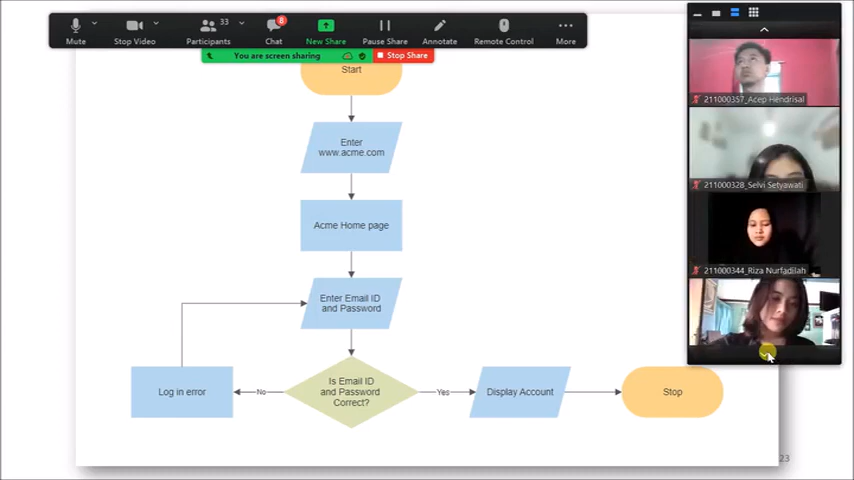 33
8
Mute
Stop Video
Participants
Chat
New Share
Pause Share
Annotate
Remote Control
More
You are screen sharing
Stop Share
Start
Enter
www.acme.com
Acme Home page
Enter Email ID
and Password
Is Email ID
and Password
Correct?
No
Log in error
Yes
Display Account
Stop
23
211000357_Acep Hendrisal
211000328_Selvi Setyawati
211000344_Riza Nurfadilah